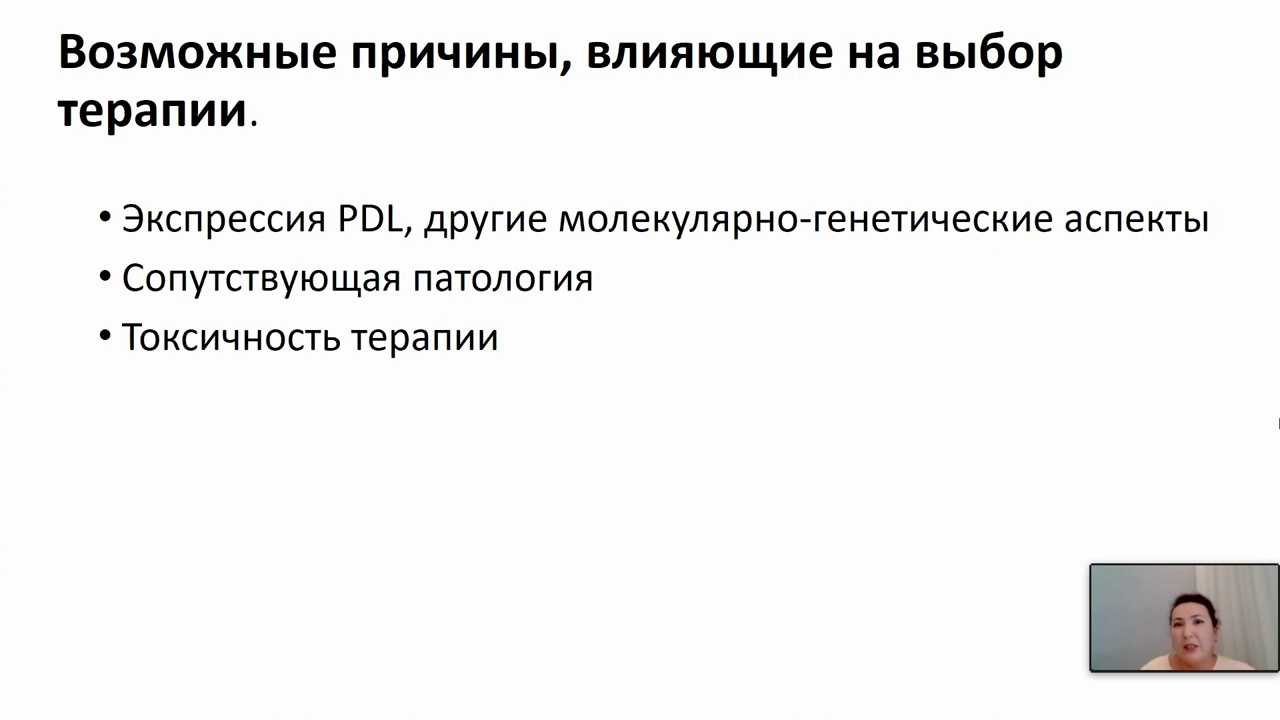 Возможные причины, влияющие на выбор
терапии.
• Экспрессия PDL, другие молекулярно-генетические аспекты
• Сопутствующая патология
• Токсичность терапии